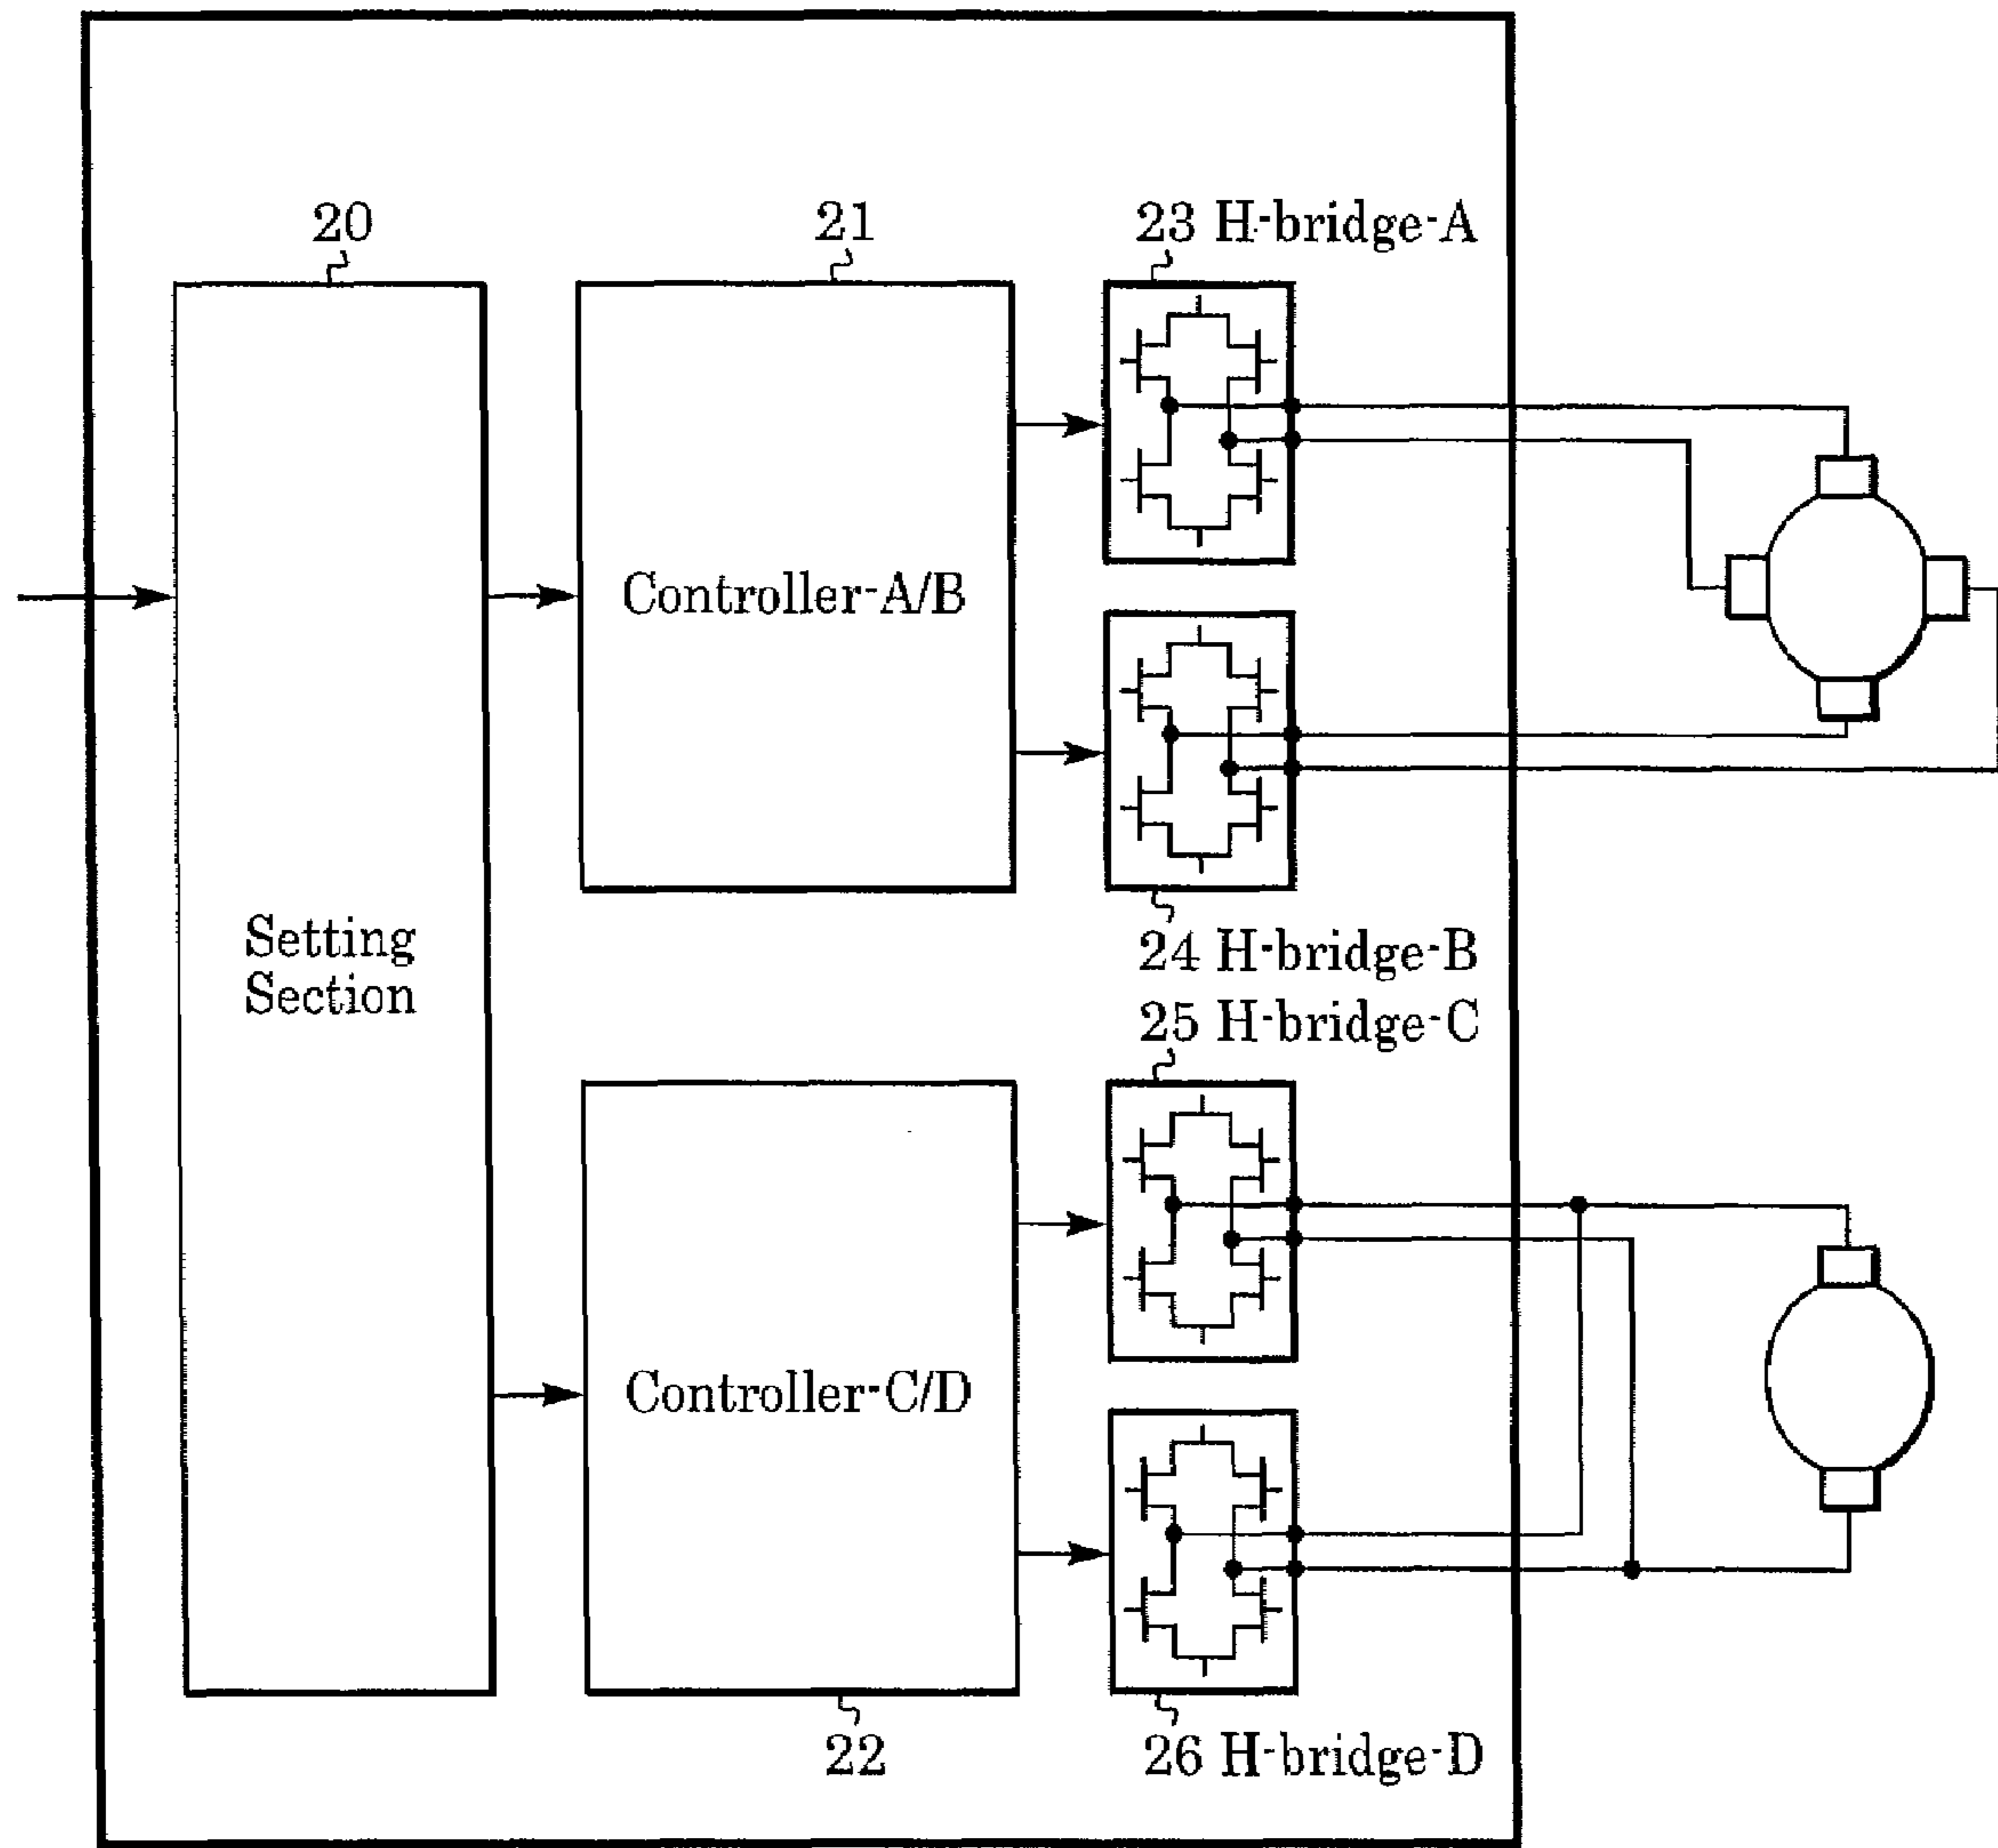 20
21
23 H-bridge-A
Controller-A/B
Setting
Section
24 H-bridge-B
25 H-bridge-C
Controller-C/D
22
26 H-bridge-D